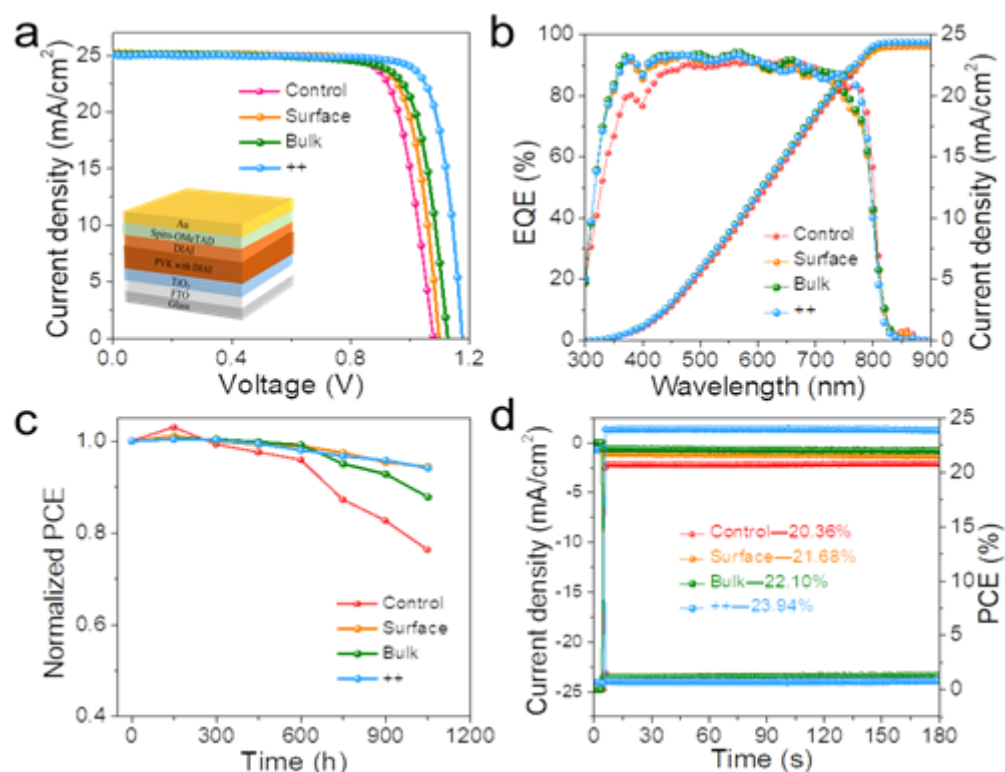 a
Current density (mA/cm²)
25
20
15
10
5
0
0.0
0.4
0.8
1.2
Voltage (V)
Control
Surface
Bulk
++
Au
Spiro-OMeTAD
DIAI
PVK with DIAI
TiO₂
FTO
Glass
b
EQE (%)
100
80
60
40
20
0
300
400
500
600
700
800
900
Wavelength (nm)
25
20
15
10
5
0
Current density (mA/cm²)
Control
Surface
Bulk
++
c
Normalized PCE
1.0
0.8
0.6
0.4
0
300
600
900
1200
Time (h)
Control
Surface
Bulk
++
d
Current density (mA/cm²)
0
-5
-10
-15
-20
-25
0
30
60
90
120
150
180
Time (s)
25
20
15
10
5
0
PCE (%)
Control—20.36%
Surface—21.68%
Bulk—22.10%
++—23.94%